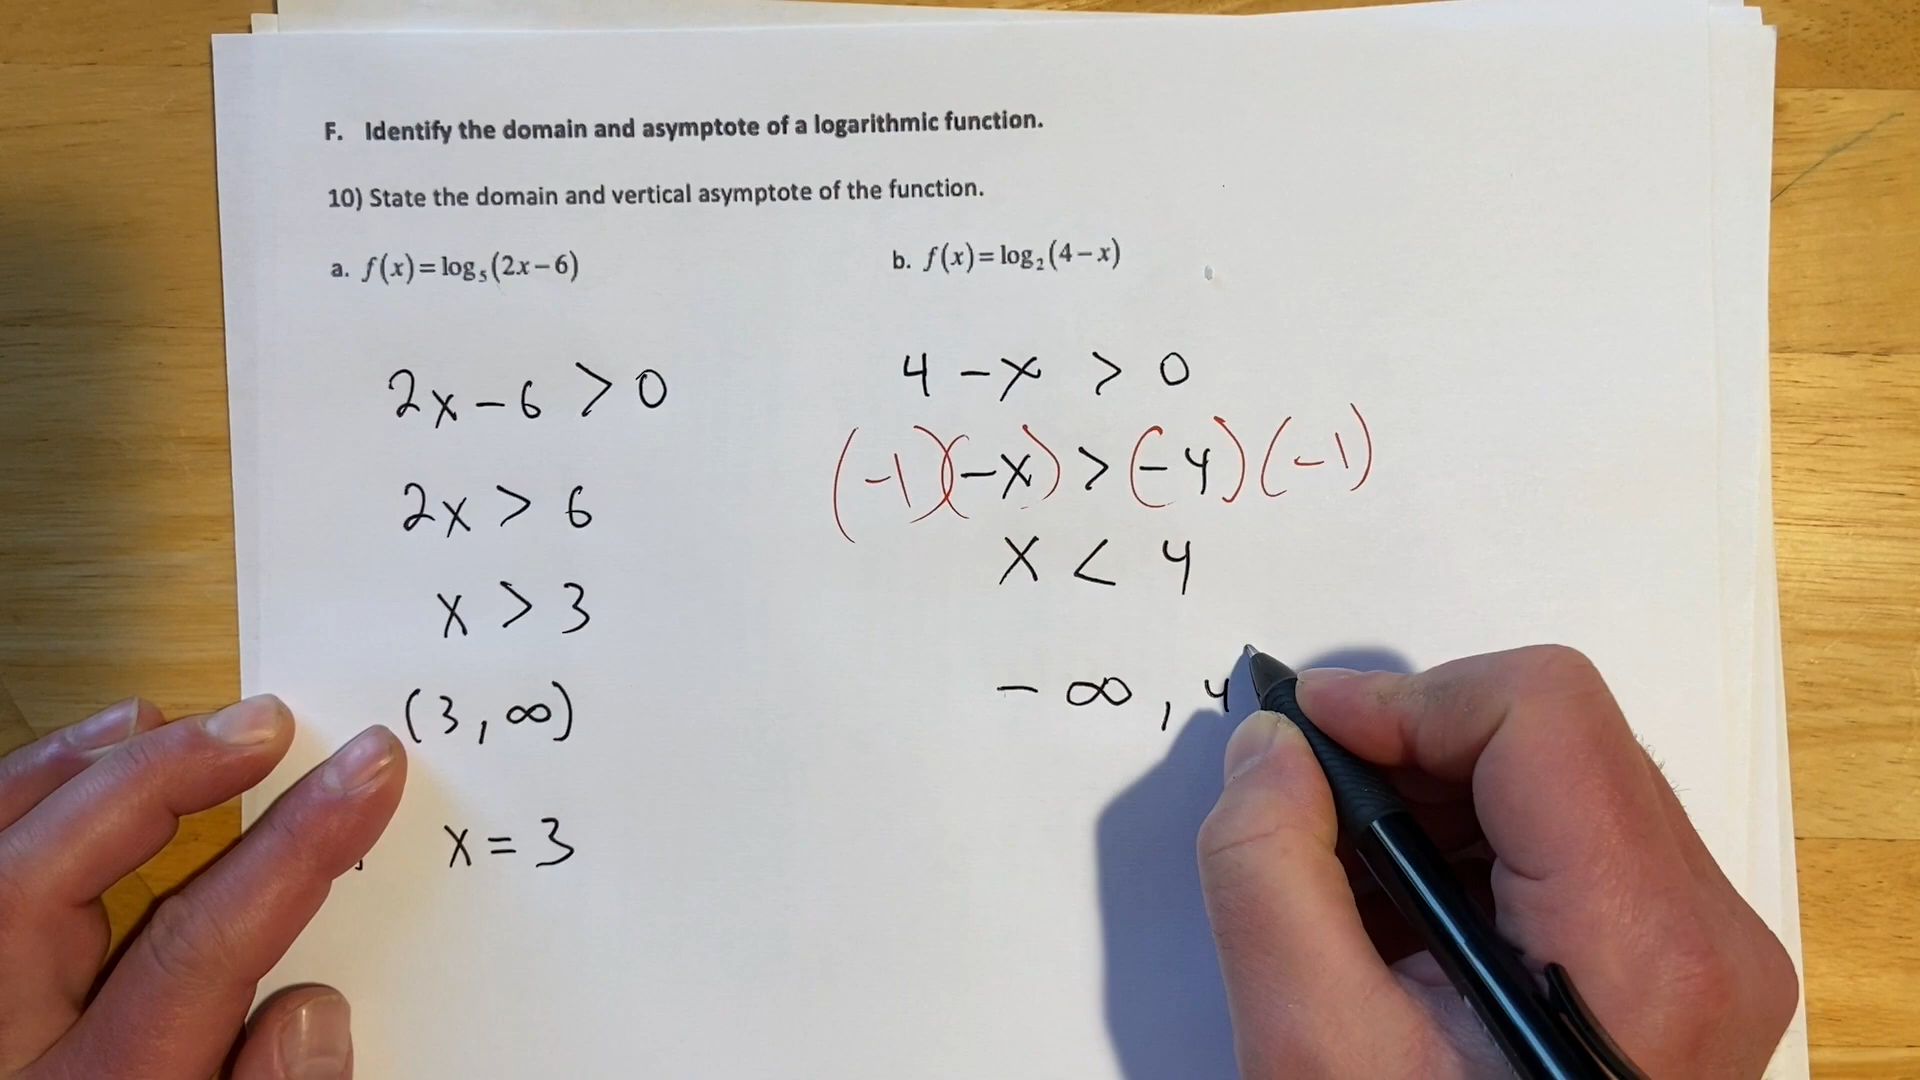 F. Identify the domain and asymptote of a logarithmic function.
10) State the domain and vertical asymptote of the function.
a. f(x)=log₅(2x−6)
2x−6 > 0
2x > 6
x > 3
(3, ∞)
x = 3
b. f(x)=log₂(4−x)
4 −x > 0
(−1)(−x) > (−4)(−1)
x < 4
− ∞, 4